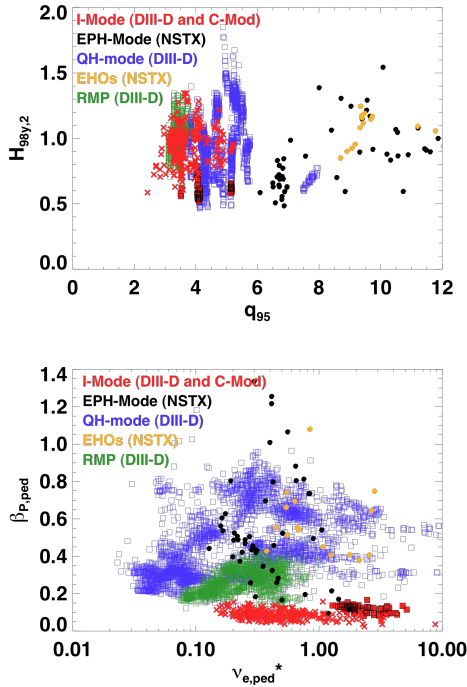 2.0
1.5
1.0
0.5
0.0
H98y,2
I-Mode (DIII-D and C-Mod)
EPH-Mode (NSTX)
QH-mode (DIII-D)
EHOs (NSTX)
RMP (DIII-D)
0 2 4 6 8 10 12
q95
1.4
1.2
1.0
0.8
0.6
0.4
0.2
0.0
βP,ped
I-Mode (DIII-D and C-Mod)
EPH-Mode (NSTX)
QH-mode (DIII-D)
EHOs (NSTX)
RMP (DIII-D)
0.01 0.10 1.00 10.00
νe,ped*